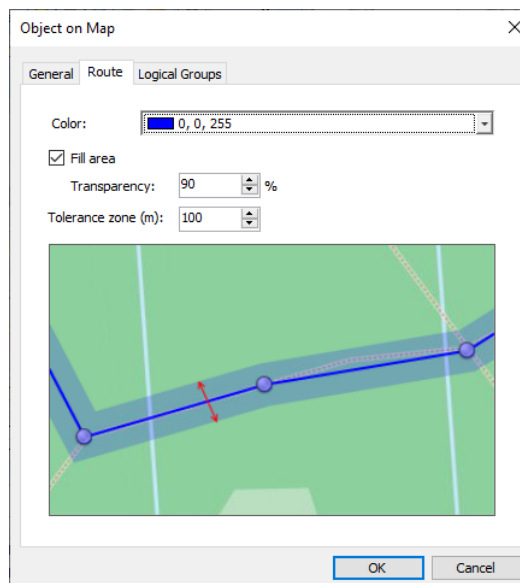 Object on Map
General Route Logical Groups
Color: 0, 0, 255
Fill area
Transparency: 90 %
Tolerance zone (m): 100
OK Cancel